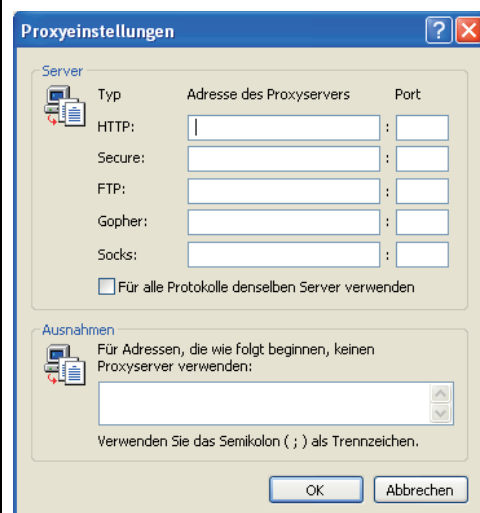 Proxyeinstellungen
Server
Typ Adresse des Proxyservers Port
HTTP: :
Secure: :
FTP: :
Gopher: :
Socks: :
Für alle Protokolle denselben Server verwenden
Ausnahmen
Für Adressen, die wie folgt beginnen, keinen
Proxyserver verwenden:
Verwenden Sie das Semikolon ( ; ) als Trennzeichen.
OK Abbrechen